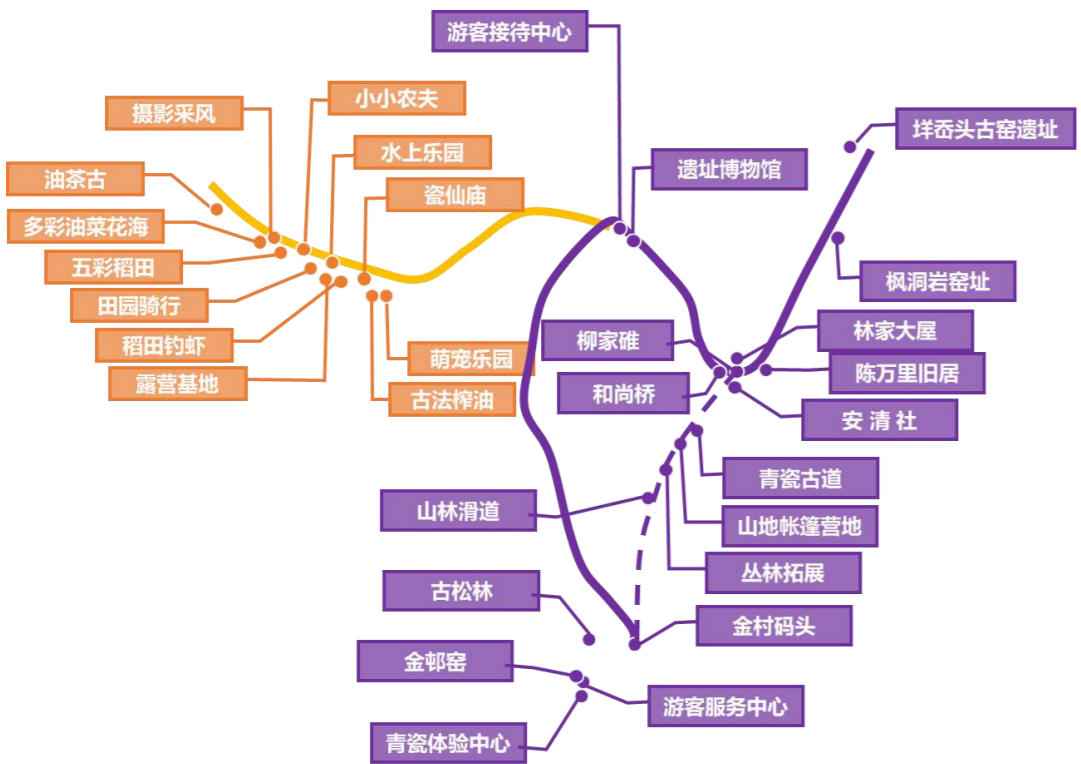 游客接待中心
小小农夫
摄影采风
垟岙头古窑遗址
水上乐园
遗址博物馆
油茶古
瓷仙庙
多彩油菜花海
五彩稻田
枫洞岩窑址
田园骑行
林家大屋
柳家碓
稻田钓虾
萌宠乐园
陈万里旧居
露营基地
和尚桥
古法榨油
安清社
青瓷古道
山林滑道
山地帐篷营地
丛林拓展
古松林
金村码头
金邨窑
游客服务中心
青瓷体验中心